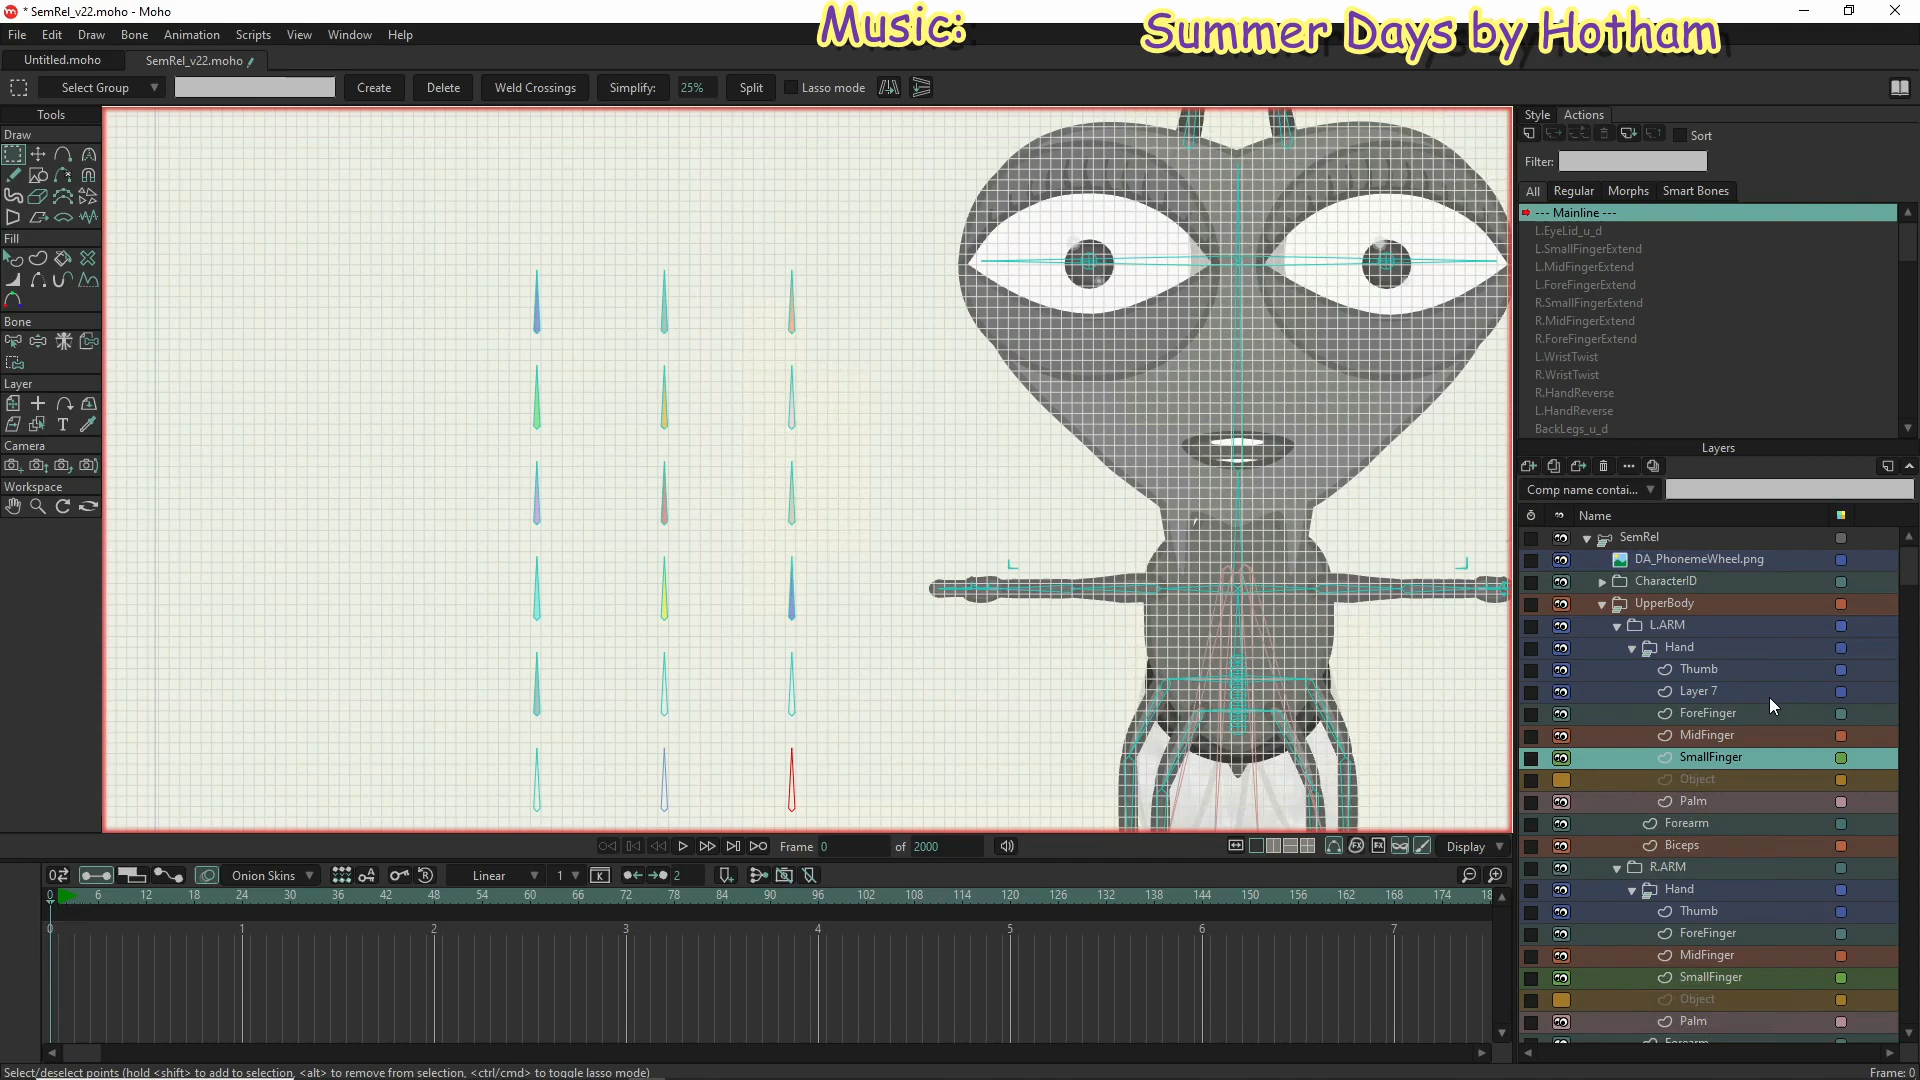 * SemRel_v22.moho - Moho
Music: Summer Days by Hotham
File Edit Draw Bone Animation Scripts View Window Help
Untitled.moho SemRel_v22.moho
Select Group Create Delete Weld Crossings Simplify: 25% Split Lasso mode
Tools
Draw
Fill
Bone
Layer
Camera
Workspace
Style Actions
Sort
Filter:
All Regular Morphs Smart Bones
--- Mainline ---
L.EyeLid_u_d
L.SmallFingerExtend
L.MidFingerExtend
L.ForeFingerExtend
R.SmallFingerExtend
R.MidFingerExtend
R.ForeFingerExtend
L.WristTwist
R.WristTwist
R.HandReverse
L.HandReverse
BackLegs_u_d
Layers
Comp name contai...
Name
SemRel
DA_PhonemeWheel.png
CharacterID
UpperBody
L.ARM
Hand
Thumb
Layer 7
ForeFinger
MidFinger
SmallFinger
Object
Palm
Forearm
Biceps
R.ARM
Hand
Thumb
ForeFinger
MidFinger
SmallFinger
Object
Palm
Forearm
Frame 0 of 2000 Display
Onion Skins Linear 1 2
0 6 12 18 24 30 36 42 48 54 60 66 72 78 84 90 96 102 108 114 120 126 132 138 144 150 156 162 168 174 18
0 1 2 3 4 5 6 7
Select/deselect points (hold <shift> to add to selection, <alt> to remove from selection, <ctrl/cmd> to toggle lasso mode) Frame: 0